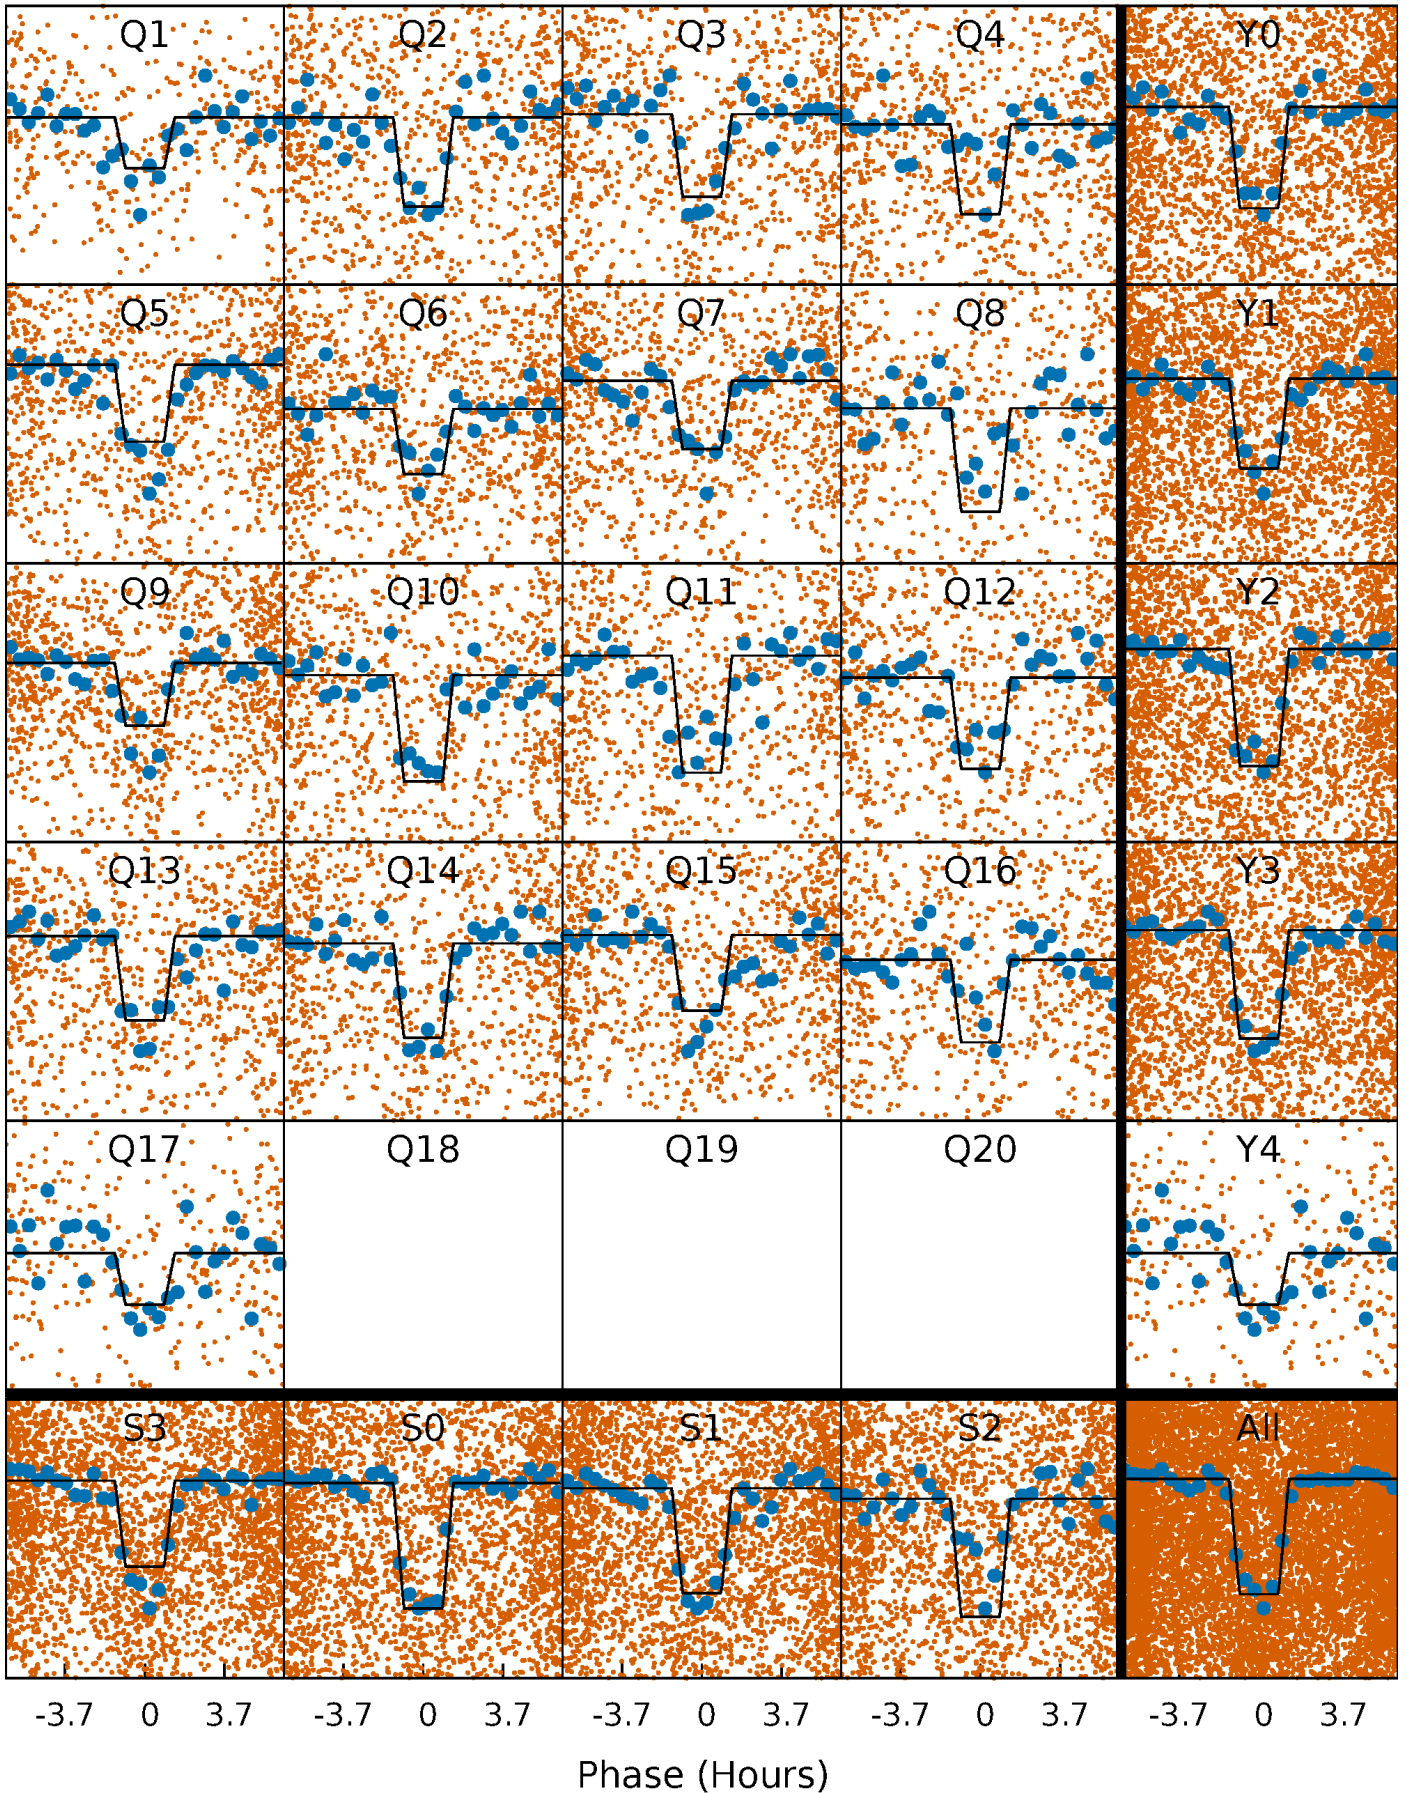 Q1 Q2 Q3 Q4 Y0
Q5 Q6 Q7 Q8 Y1
Q9 Q10 Q11 Q12 Y2
Q13 Q14 Q15 Q16 Y3
Q17 Q18 Q19 Q20 Y4
S3 S0 S1 S2 All
-3.7 0 3.7 -3.7 0 3.7 -3.7 0 3.7 -3.7 0 3.7 -3.7 0 3.7
Phase (Hours)